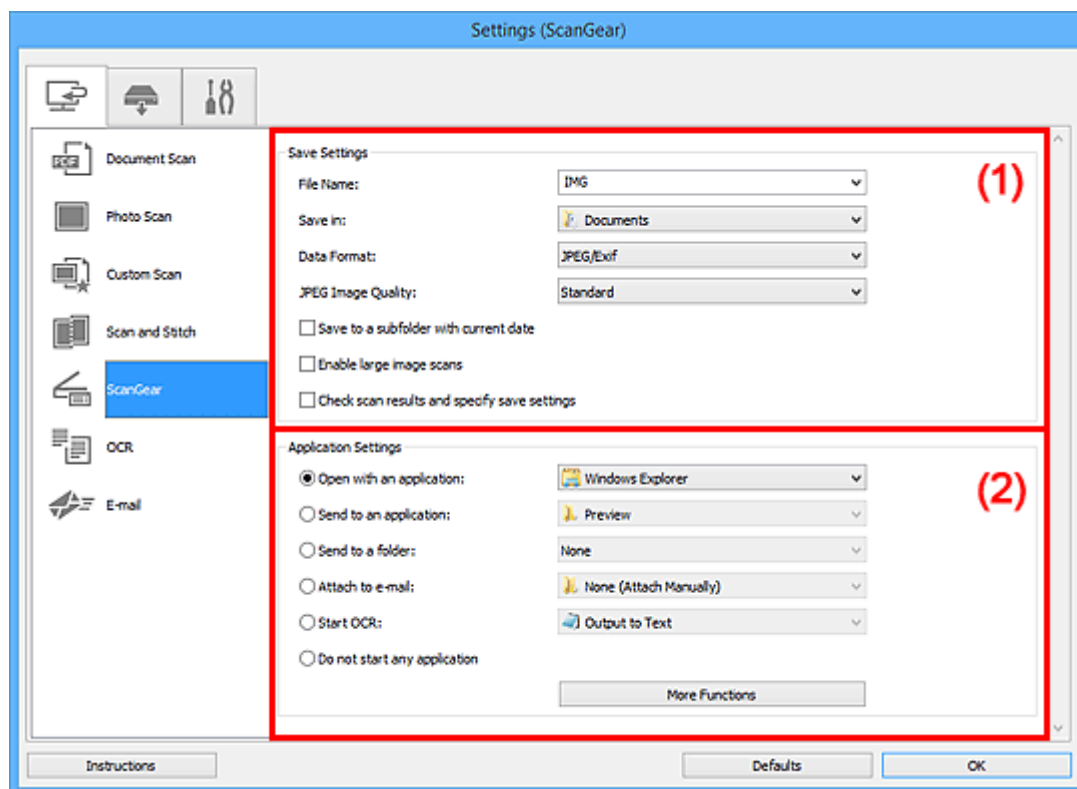 Settings (ScanGear)
PDF
Document Scan
Photo Scan
Custom Scan
Scan and Stitch
ScanGear
OCR
E-mail
(1)
Save Settings
File Name: IMG
Save in: Documents
Data Format: JPEG/Exif
JPEG Image Quality: Standard
Save to a subfolder with current date
Enable large image scans
Check scan results and specify save settings
(2)
Application Settings
Open with an application: Windows Explorer
Send to an application: Preview
Send to a folder: None
Attach to e-mail: None (Attach Manually)
Start OCR: Output to Text
Do not start any application
More Functions
Instructions Defaults OK